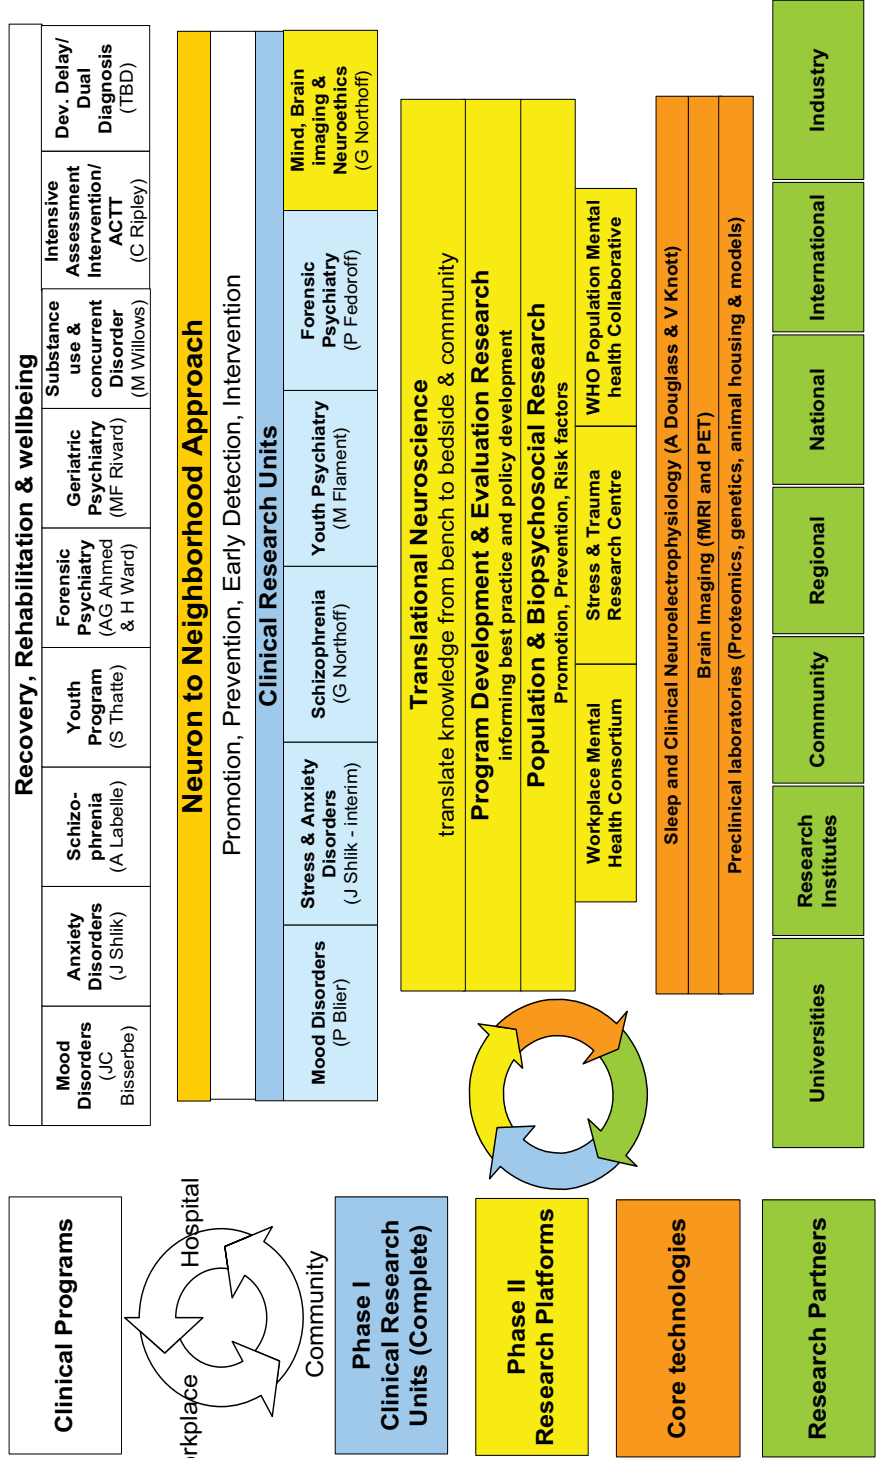 Clinical Programs
Recovery, Rehabilitation & wellbeing
Mood
Disorders
(JC
Bisserbe)
Anxiety
Disorders
(J Shlik)
Schizo-
phrenia
(A Labelle)
Youth
Program
(S Thatte)
Forensic
Psychiatry
(AG Ahmed
& H Ward)
Geriatric
Psychiatry
(MF Rivard)
Substance
use &
concurrent
Disorder
(M Willows)
Intensive
Assessment
Intervention/
ACTT
(C Ripley)
Dev. Delay/
Dual
Diagnosis
(TBD)
Hospital
Community
rkplace
Neuron to Neighborhood Approach
Promotion, Prevention, Early Detection, Intervention
Phase I
Clinical Research
Units (Complete)
Clinical Research Units
Mood Disorders
(P Blier)
Stress & Anxiety
Disorders
(J Shlik - interim)
Schizophrenia
(G Northoff)
Youth Psychiatry
(M Flament)
Forensic
Psychiatry
(P Fedoroff)
Mind, Brain
imaging &
Neuroethics
(G Northoff)
Phase II
Research Platforms
Translational Neuroscience
translate knowledge from bench to bedside & community
Program Development & Evaluation Research
informing best practice and policy development
Population & Biopsychosocial Research
Promotion, Prevention, Risk factors
Workplace Mental
Health Consortium
Stress & Trauma
Research Centre
WHO Population Mental
health Collaborative
Core technologies
Sleep and Clinical Neuroelectrophysiology (A Douglass & V Knott)
Brain Imaging (fMRI and PET)
Preclinical laboratories (Proteomics, genetics, animal housing & models)
Research Partners
Universities
Research
Institutes
Community
Regional
National
International
Industry